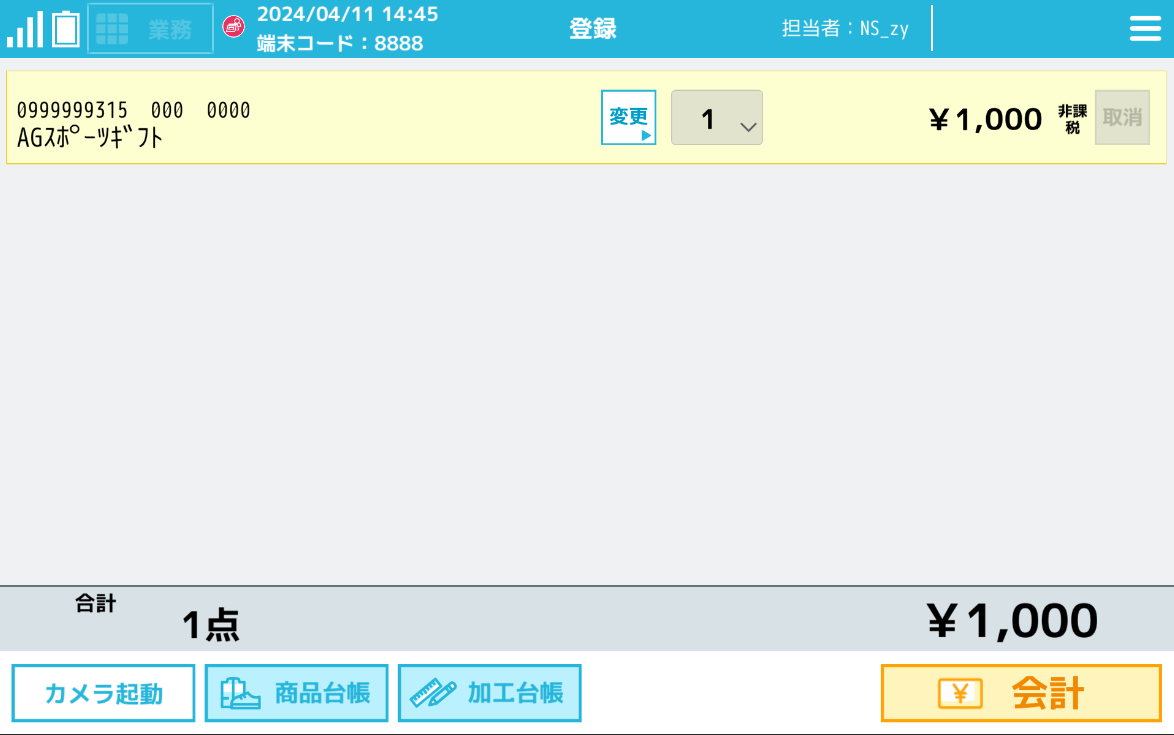 業務
2024/04/11 14:45
端末コード：8888
登録
担当者：NS_zy
0999999315 000 0000
AGｽﾎﾟｰﾂｷﾞﾌﾄ
変更
1
¥1,000
非課税
取消
合計
1点
¥1,000
カメラ起動
商品台帳
加工台帳
¥
会計